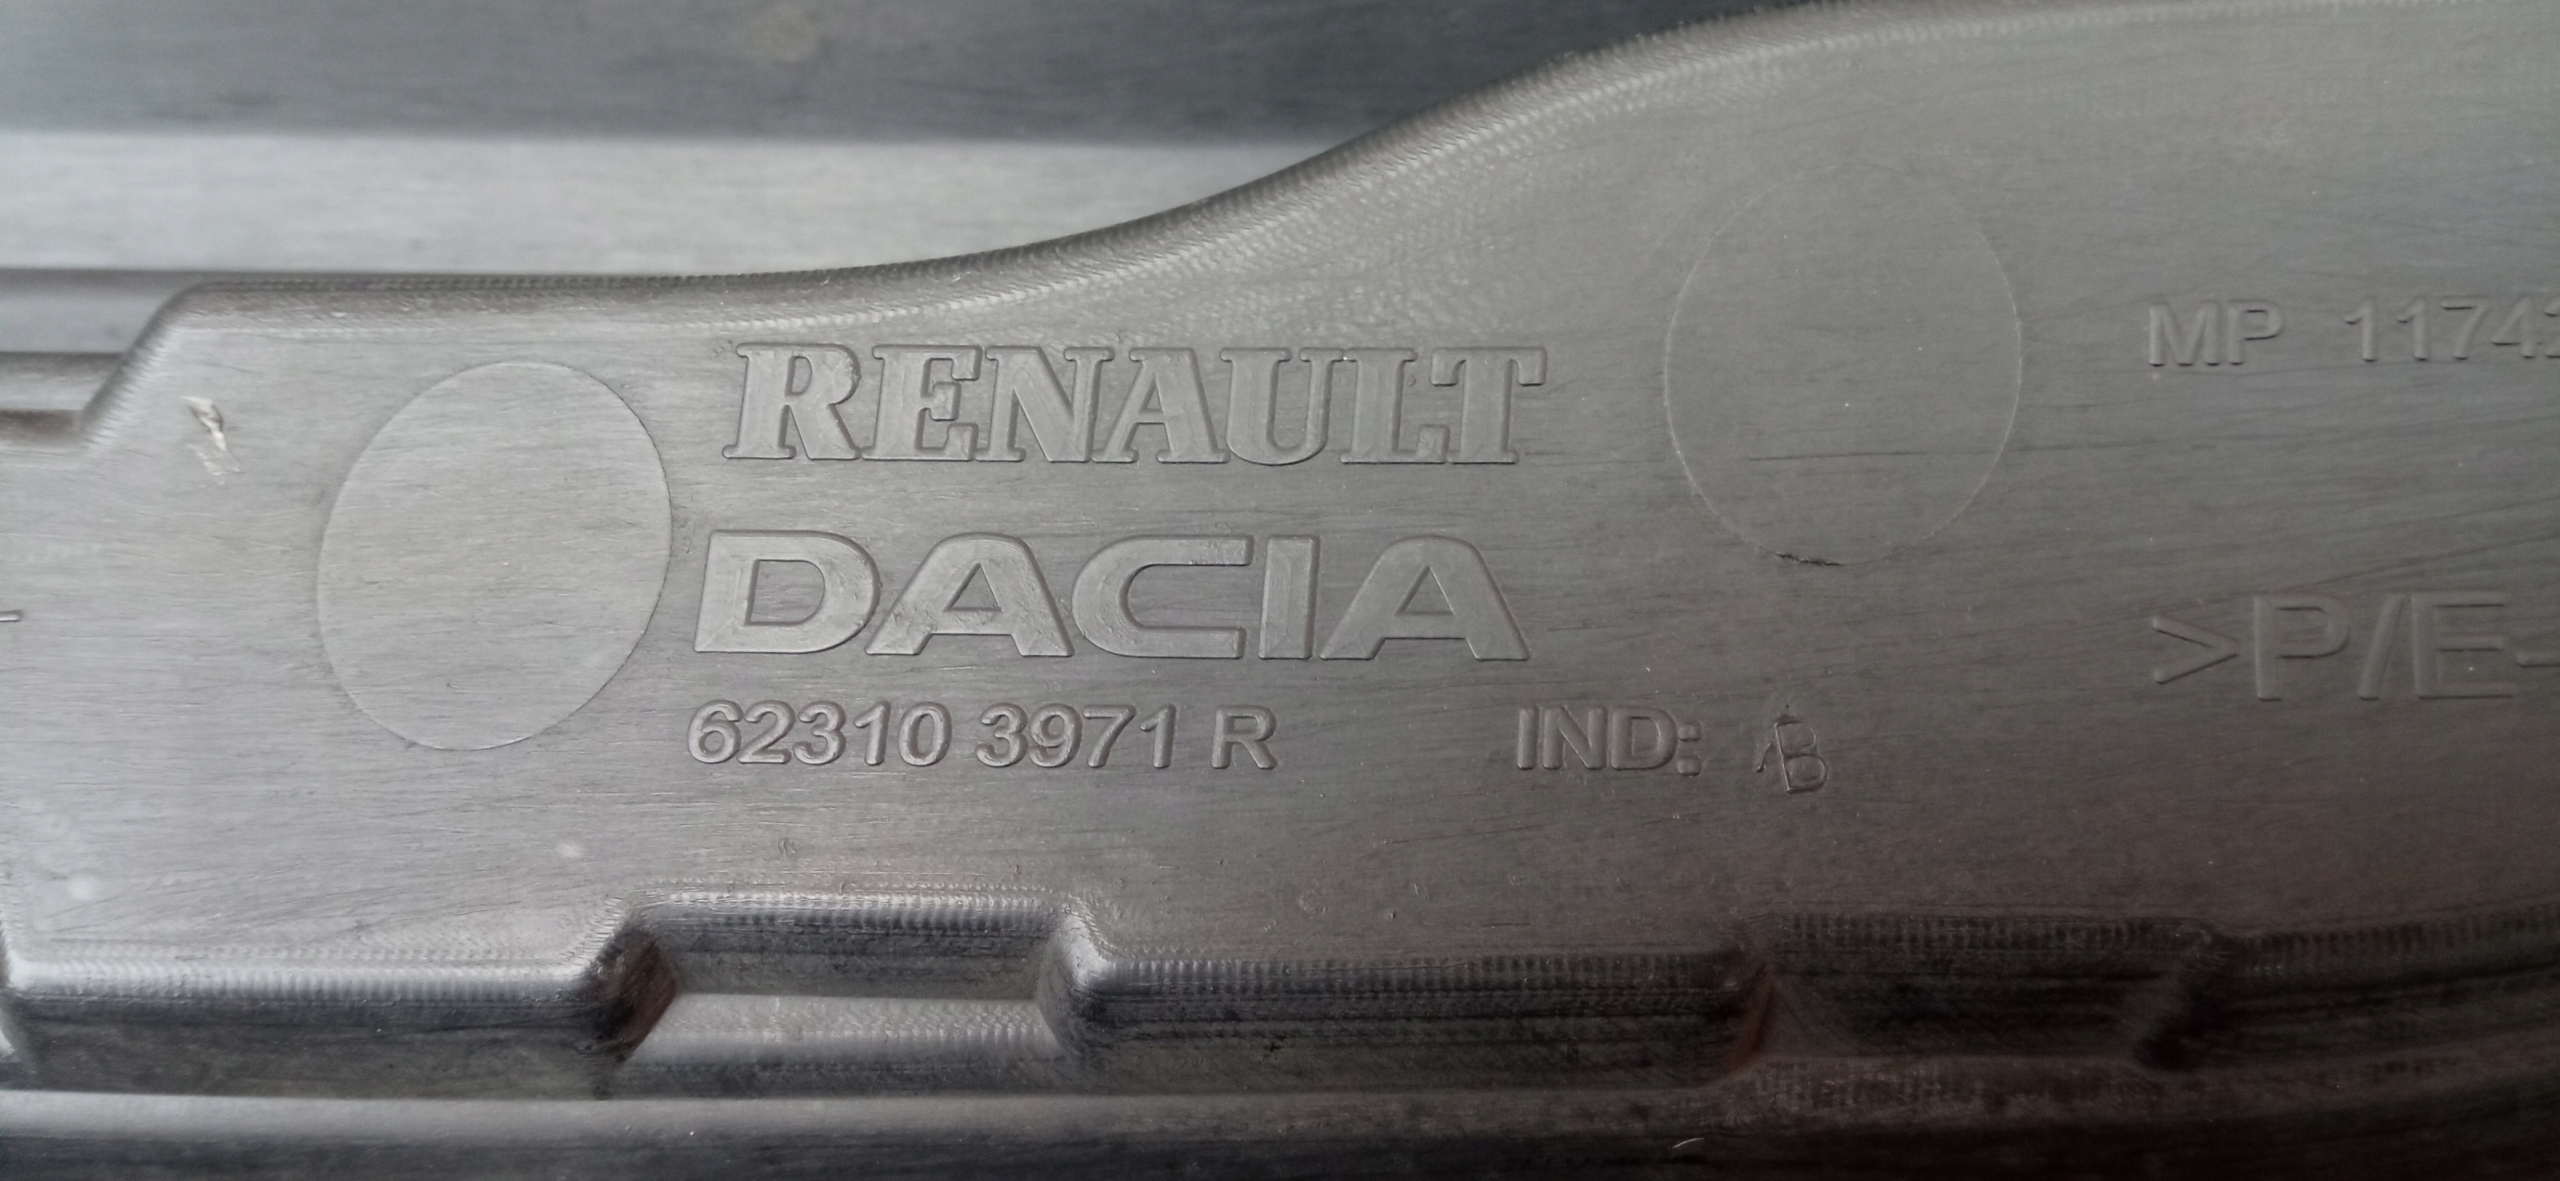 RENAULT
DACIA
62310 3971 R
IND: B
MP 1174
>P/E-